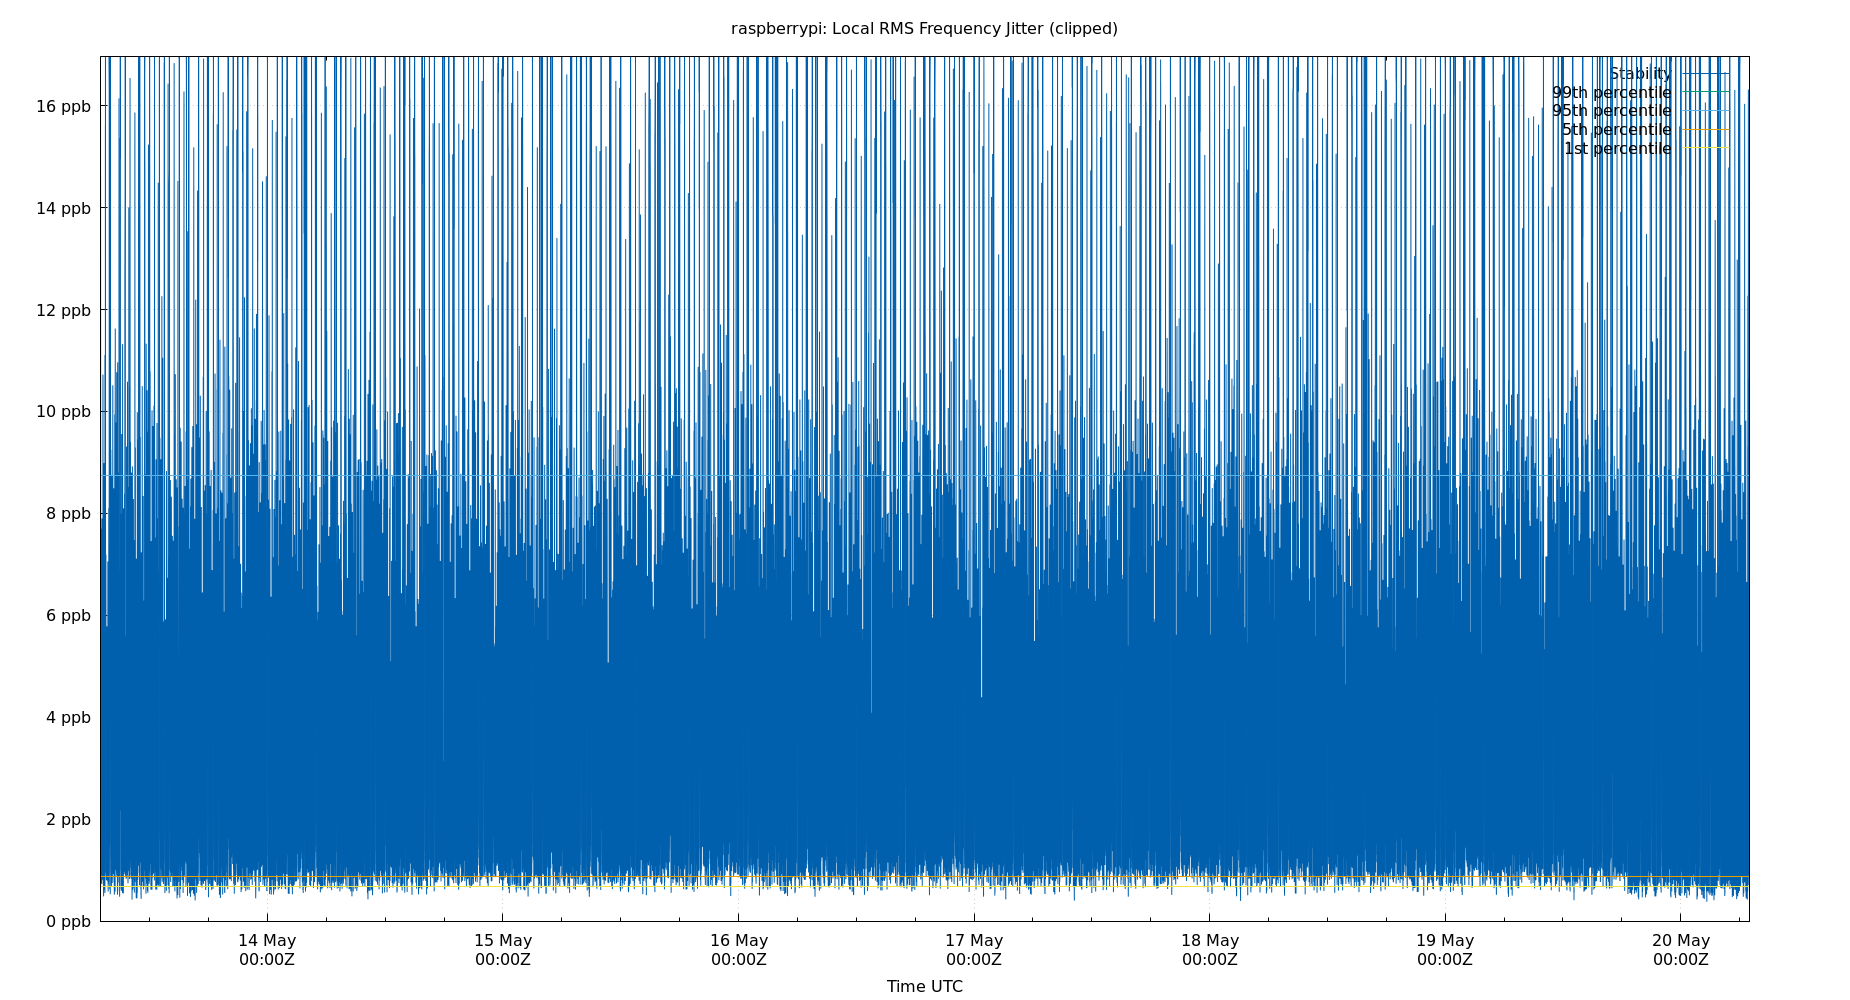 raspberrypi: Local RMS Frequency Jitter (clipped)
Stability
99th percentile
95th percentile
5th percentile
1st percentile
16 ppb
14 ppb
12 ppb
10 ppb
8 ppb
6 ppb
4 ppb
2 ppb
0 ppb
14 May 15 May 16 May 17 May 18 May 19 May 20 May
00:00Z 00:00Z 00:00Z 00:00Z 00:00Z 00:00Z 00:00Z
Time UTC